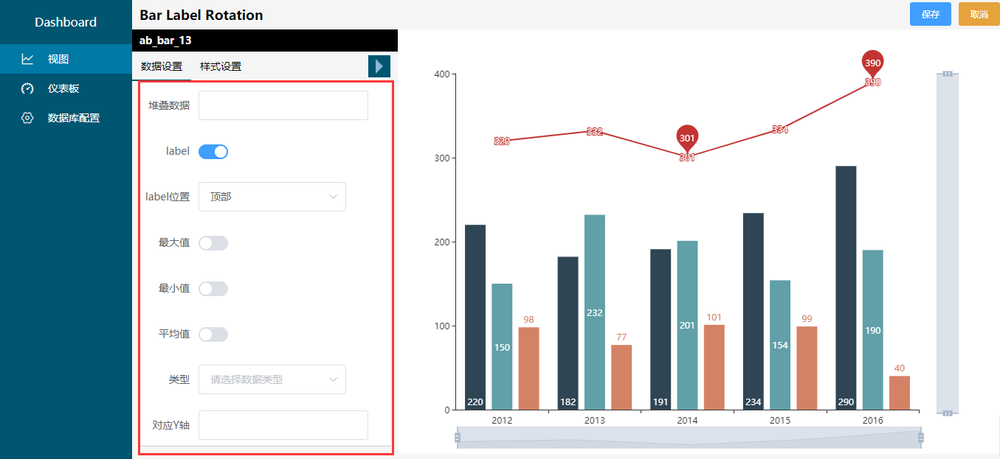 Dashboard
视图
仪表板
数据库配置
Bar Label Rotation
保存
取消
ab_bar_13
数据设置 样式设置
堆叠数据
label
label位置 顶部
最大值
最小值
平均值
类型 请选择数据类型
对应Y轴
400
300
200
100
0
320 332 301 301 334 390 390
220 150 98
182 232 77
191 201 101
234 154 99
290 190 40
2012 2013 2014 2015 2016